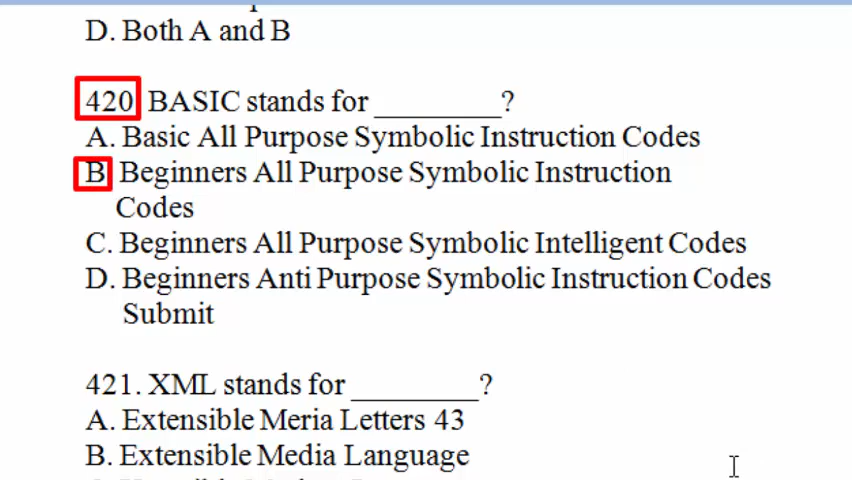 D. Both A and B
420. BASIC stands for ________?
A. Basic All Purpose Symbolic Instruction Codes
B. Beginners All Purpose Symbolic Instruction
Codes
C. Beginners All Purpose Symbolic Intelligent Codes
D. Beginners Anti Purpose Symbolic Instruction Codes
Submit
421. XML stands for ________?
A. Extensible Meria Letters 43
B. Extensible Media Language